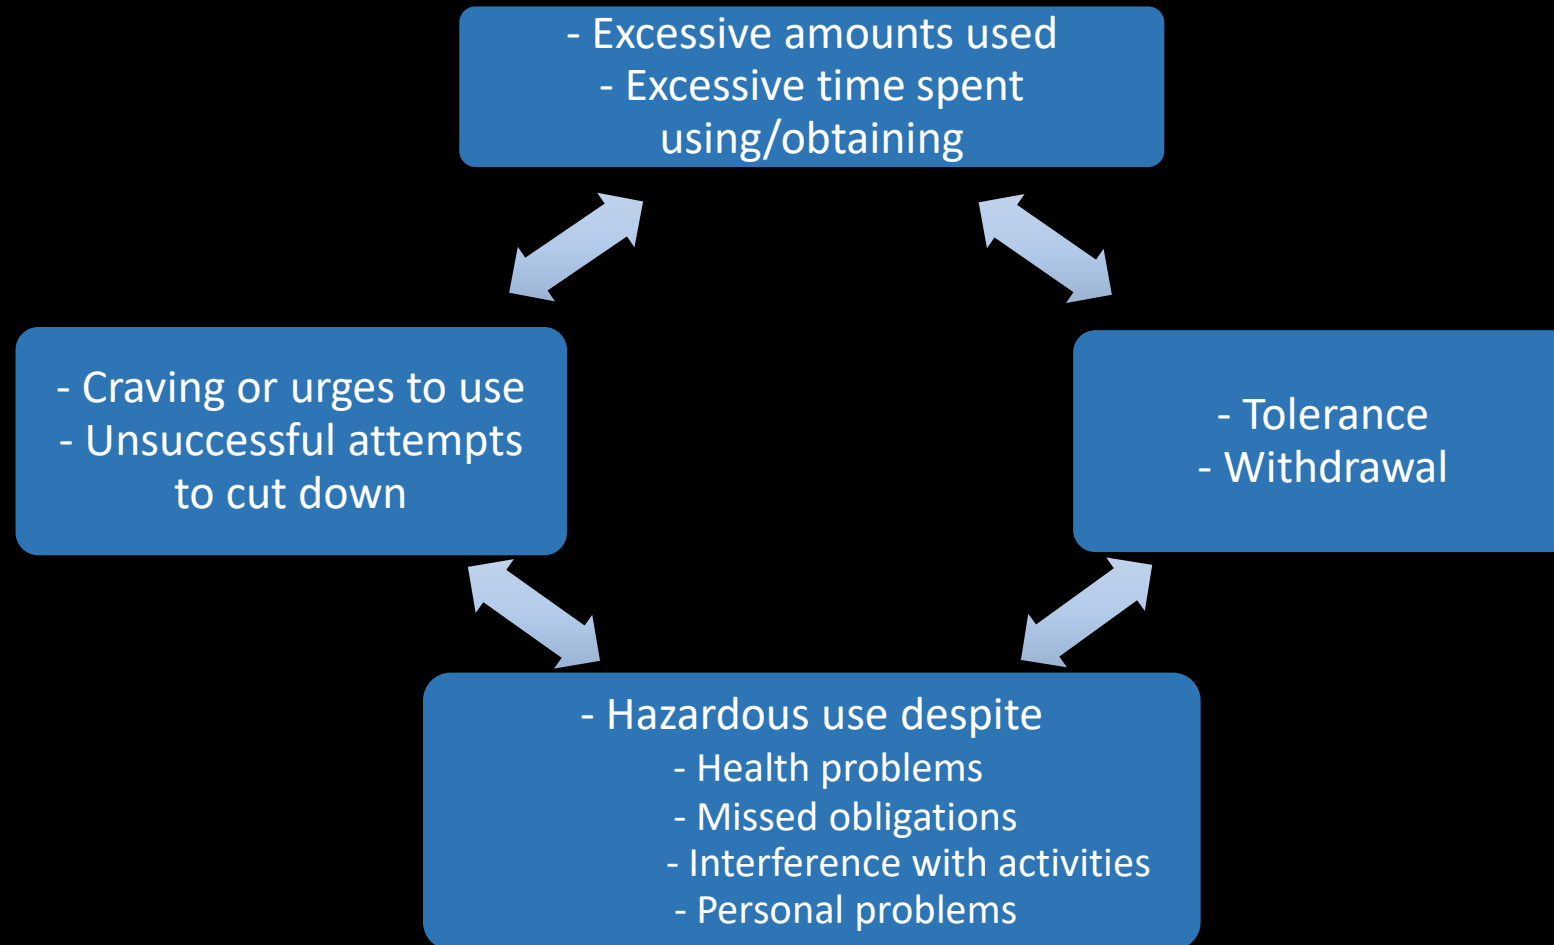 - Excessive amounts used
- Excessive time spent
using/obtaining
- Craving or urges to use
- Unsuccessful attempts
to cut down
- Tolerance
- Withdrawal
- Hazardous use despite
- Health problems
- Missed obligations
- Interference with activities
- Personal problems